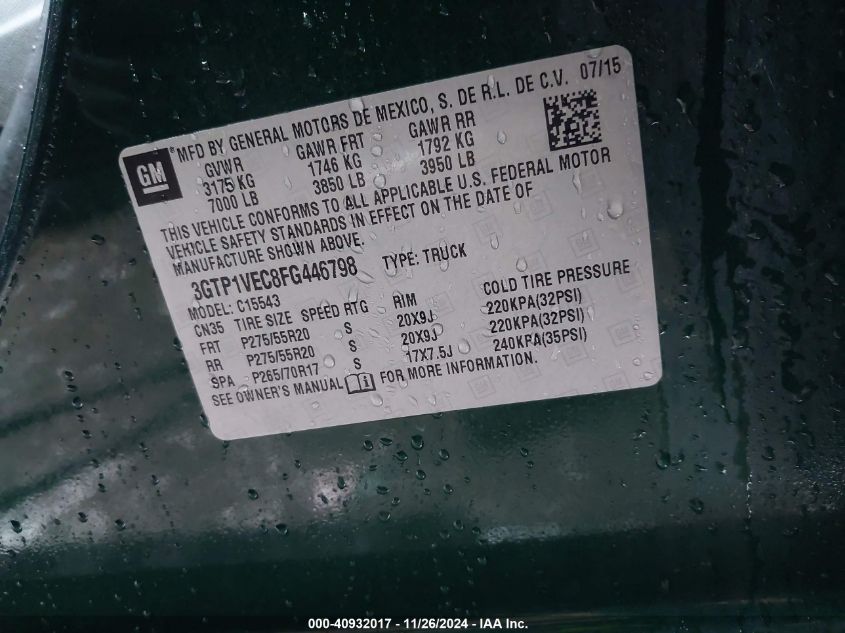 GM ®MFD BY GENERAL MOTORS DE MEXICO, S. DE R.L. DE C.V. 07/15
GVWR GAWR FRT GAWR RR
3175 KG 1746 KG 1792 KG
7000 LB 3850 LB 3950 LB
THIS VEHICLE CONFORMS TO ALL APPLICABLE U.S. FEDERAL MOTOR
VEHICLE SAFETY STANDARDS IN EFFECT ON THE DATE OF
MANUFACTURE SHOWN ABOVE.
3GTP1VEC8FG446798 TYPE: TRUCK
MODEL: C15543
CN35 TIRE SIZE SPEED RTG RIM COLD TIRE PRESSURE
FRT P275/55R20 S 20X9J 220KPA(32PSI)
RR P275/55R20 S 20X9J 220KPA(32PSI)
SPA P265/70R17 S 17X7.5J 240KPA(35PSI)
SEE OWNER'S MANUAL FOR MORE INFORMATION.
000-40932017 - 11/26/2024 - IAA Inc.